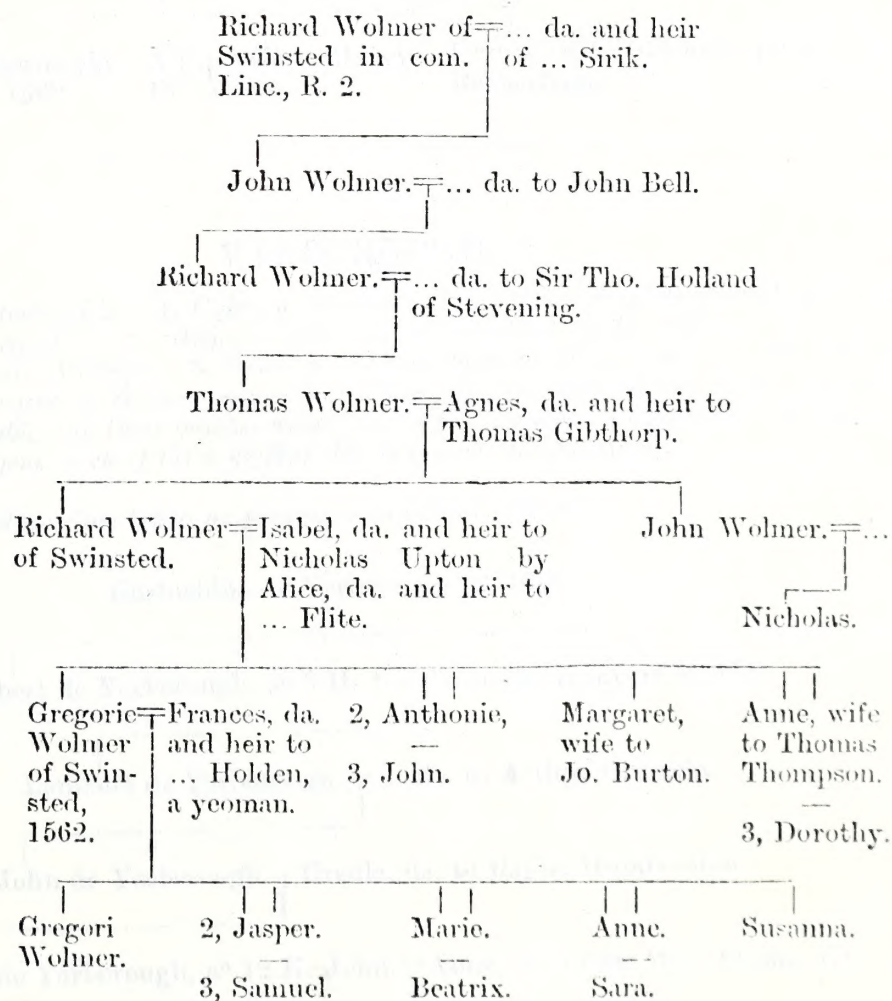 Richard Wolmer of ... da. and heir
Swinsted in com. of ... Sirik.
Linc., R. 2.
John Wolmer. ... da. to John Bell.
Richard Wolmer. ... da. to Sir Tho. Holland
of Stevening.
Thomas Wolmer. Agnes, da. and heir to
Thomas Gibthorp.
Richard Wolmer
of Swinsted.
Isabel, da. and heir to
Nicholas Upton by
Alice, da. and heir to
... Flite.
John Wolmer. ...
Nicholas.
Gregorie
Wolmer
of Swin-
sted,
1562.
Frances, da.
and heir to
... Holden,
a yeoman.
2, Anthonie,
—
3, John.
Margaret,
wife to
Jo. Burton.
Anne, wife
to Thomas
Thompson.
—
3, Dorothy.
Gregori
Wolmer.
2, Jasper.
—
3, Samuel.
Marie.
—
Beatrix.
Anne.
—
Sara.
Susanna.